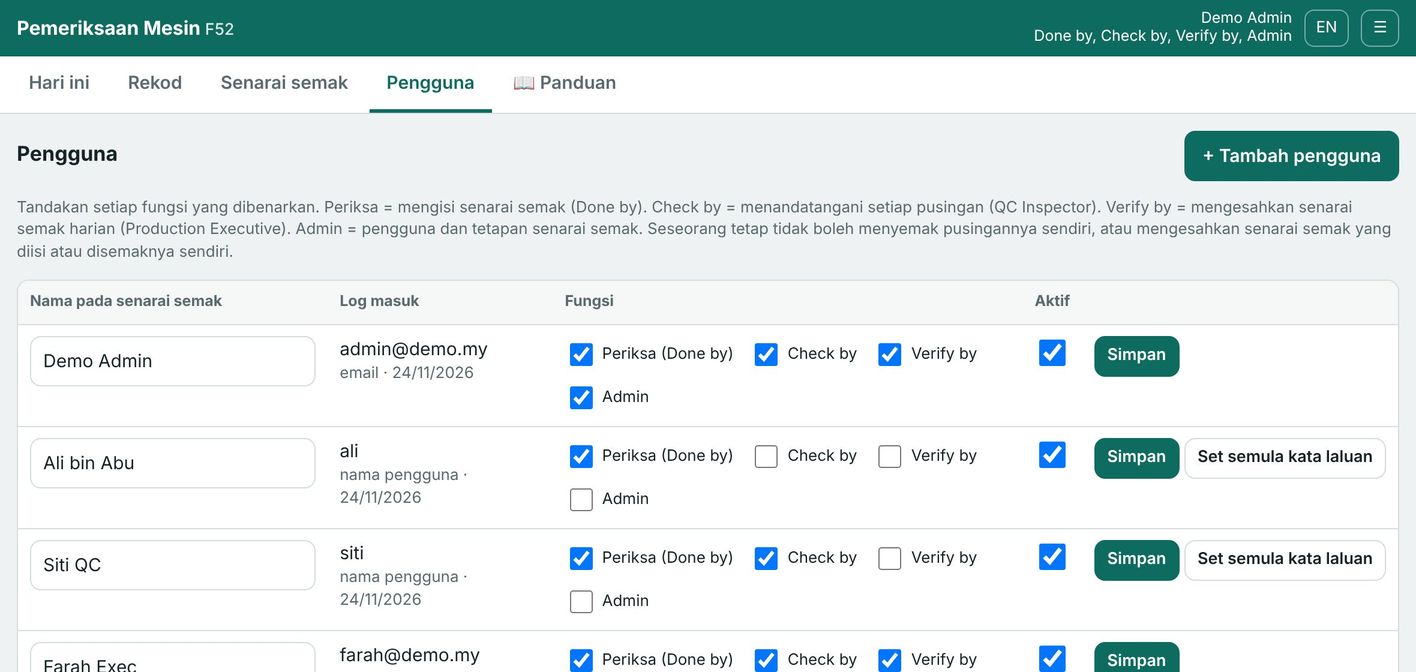 Pemeriksaan Mesin F52
Demo Admin
Done by, Check by, Verify by, Admin
EN
☰
Hari ini
Rekod
Senarai semak
Pengguna
📖 Panduan
Pengguna
+ Tambah pengguna
Tandakan setiap fungsi yang dibenarkan. Periksa = mengisi senarai semak (Done by). Check by = menandatangani setiap pusingan (QC Inspector). Verify by = mengesahkan senarai
semak harian (Production Executive). Admin = pengguna dan tetapan senarai semak. Seseorang tetap tidak boleh menyemak pusingannya sendiri, atau mengesahkan senarai semak yang
diisi atau disemaknya sendiri.
Nama pada senarai semak
Log masuk
Fungsi
Aktif
Demo Admin
admin@demo.my
email · 24/11/2026
Periksa (Done by)
Check by
Verify by
Admin
Simpan
Ali bin Abu
ali
nama pengguna ·
24/11/2026
Periksa (Done by)
Check by
Verify by
Admin
Simpan
Set semula kata laluan
Siti QC
siti
nama pengguna ·
24/11/2026
Periksa (Done by)
Check by
Verify by
Admin
Simpan
Set semula kata laluan
Farah Exec
farah@demo.my
Periksa (Done by)
Check by
Verify by
Simpan